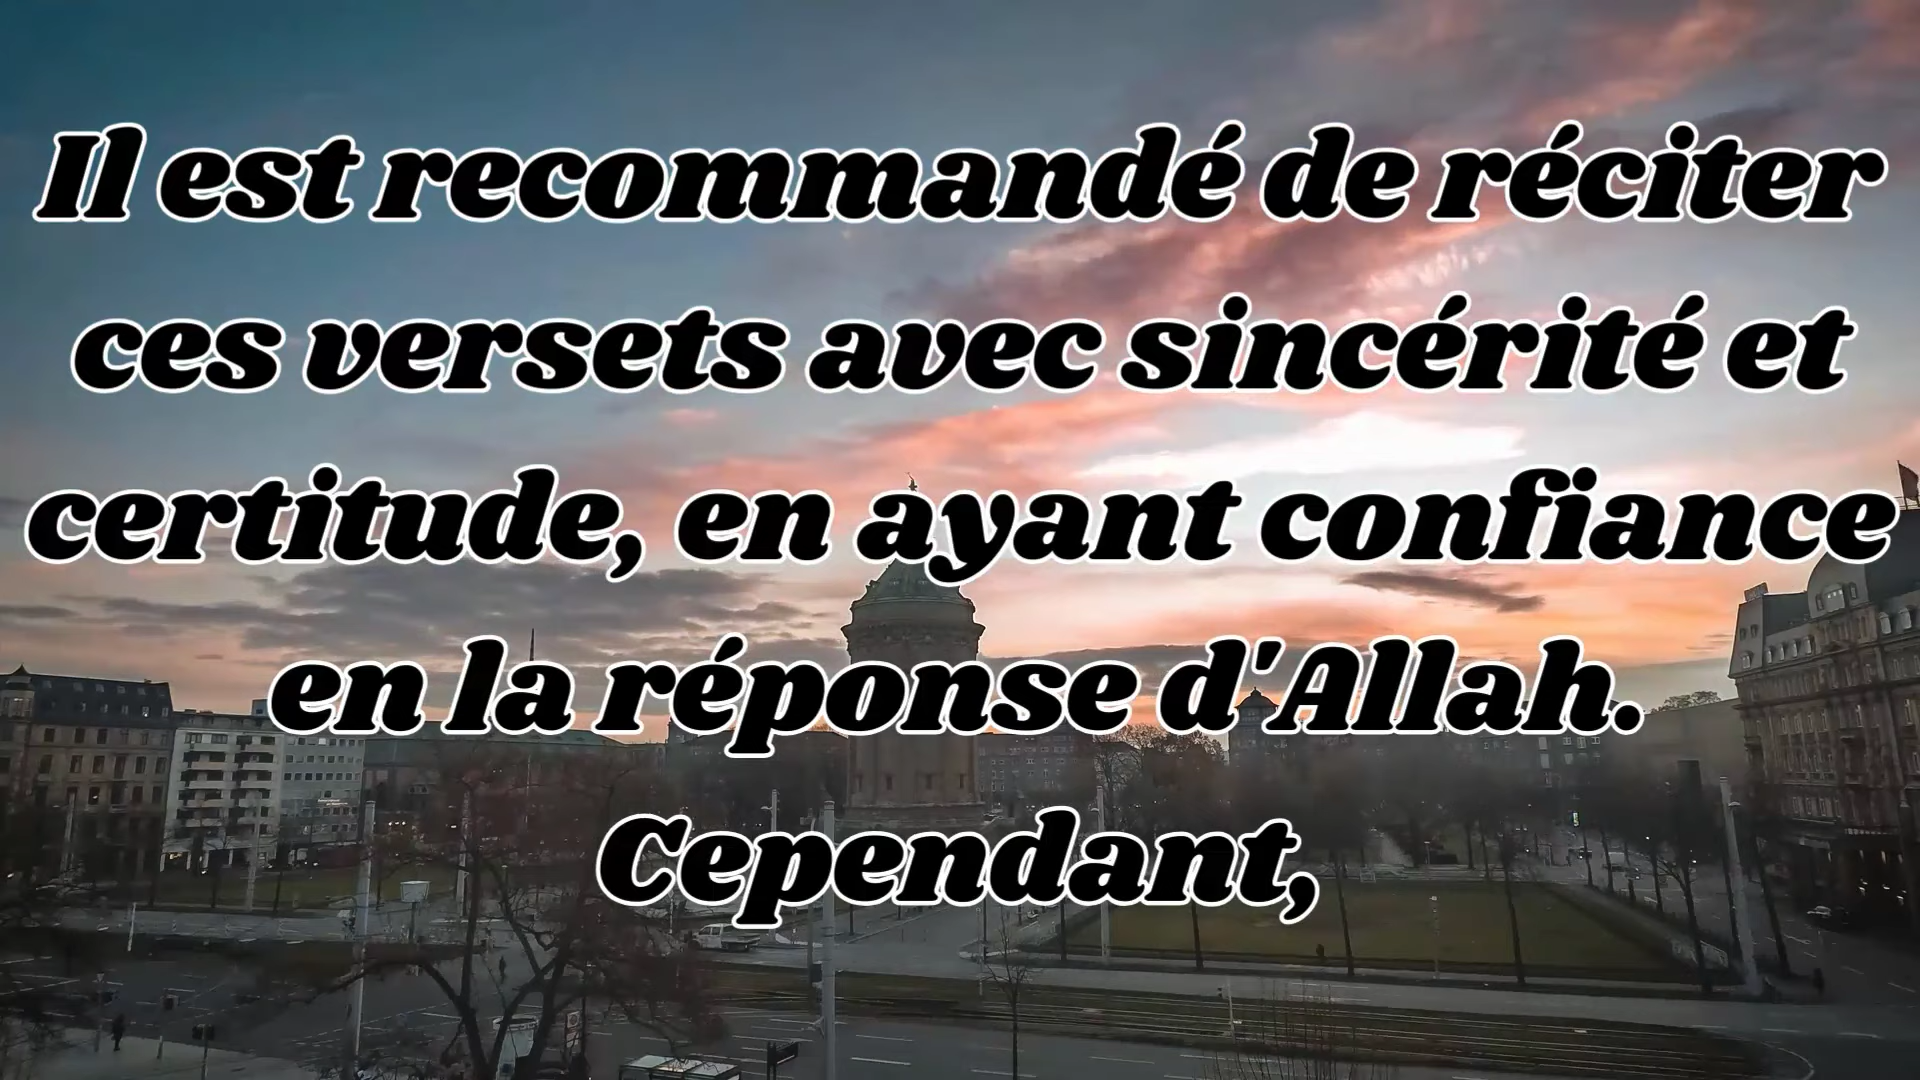 Il est recommandé de réciter
ces versets avec sincérité et
certitude, en ayant confiance
en la réponse d'Allah.
Cependant,